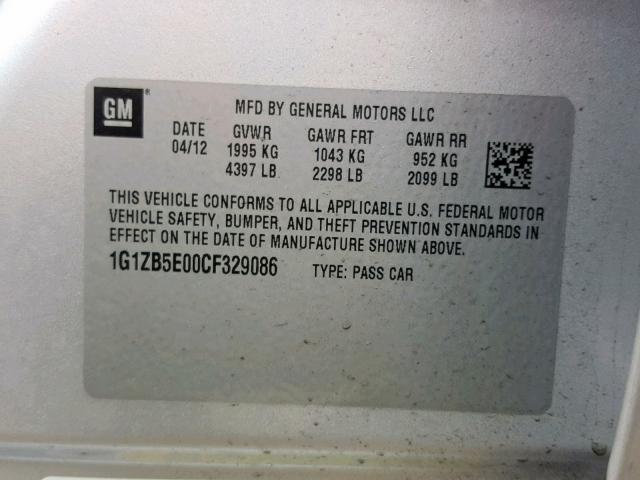 GM ®
MFD BY GENERAL MOTORS LLC
DATE GVWR GAWR FRT GAWR RR
04/12 1995 KG 1043 KG 952 KG
4397 LB 2298 LB 2099 LB
THIS VEHICLE CONFORMS TO ALL APPLICABLE U.S. FEDERAL MOTOR
VEHICLE SAFETY, BUMPER, AND THEFT PREVENTION STANDARDS IN
EFFECT ON THE DATE OF MANUFACTURE SHOWN ABOVE.
1G1ZB5E00CF329086 TYPE: PASS CAR